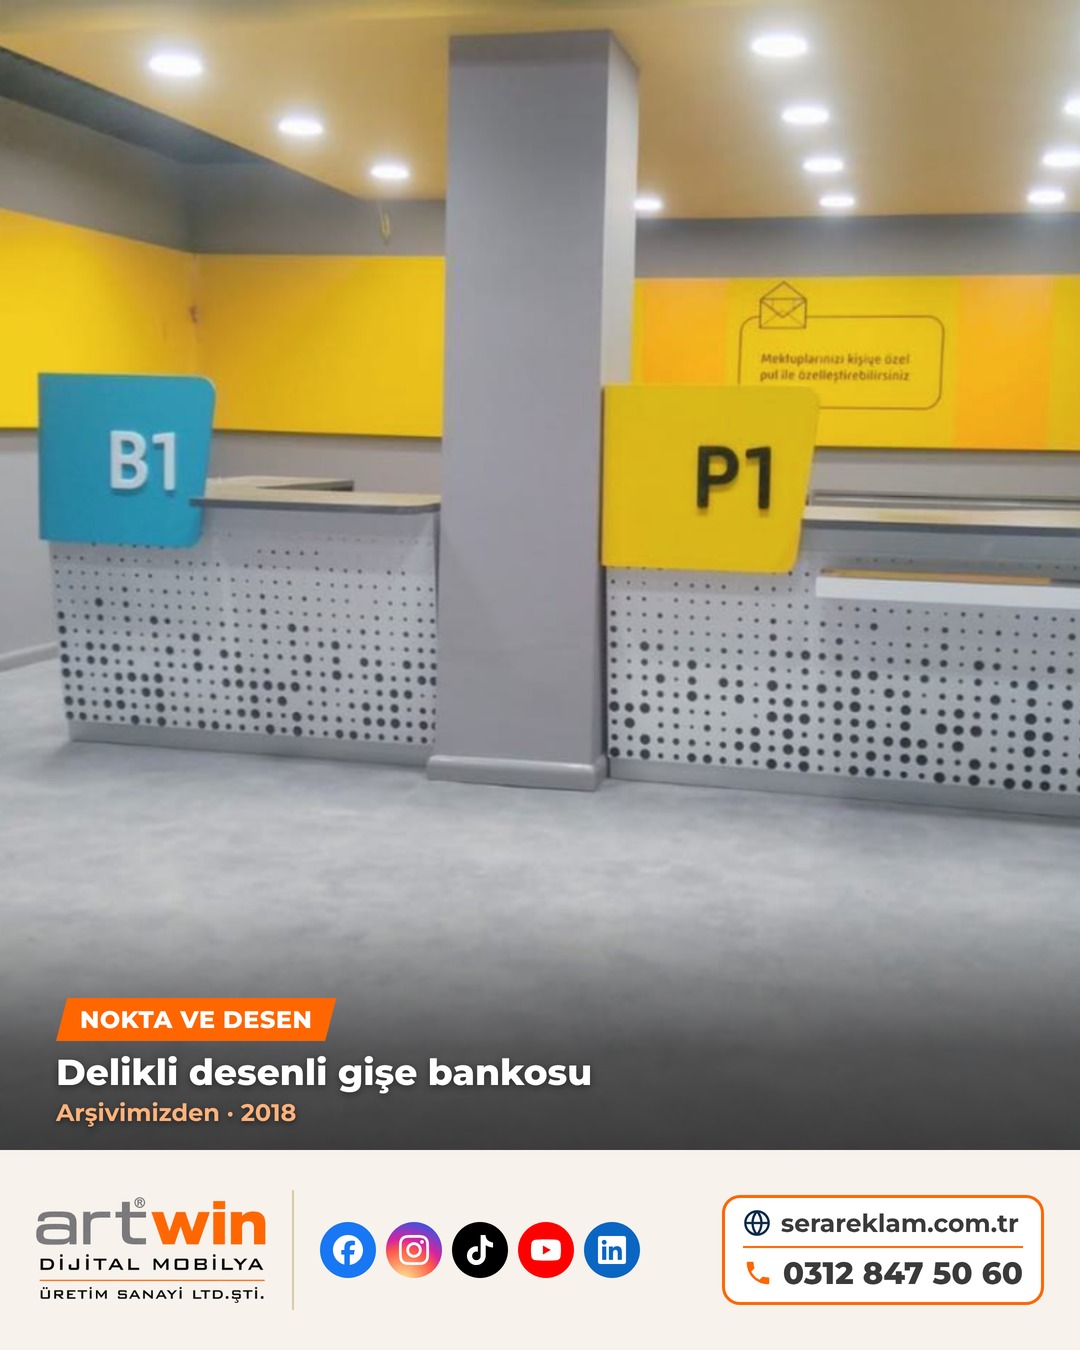 Mektuplarınızı kişiye özel
pul ile özelleştirebilirsiniz
B1
P1
NOKTA VE DESEN
Delikli desenli gişe bankosu
Arşivimizden · 2018
artwin®
DİJİTAL MOBİLYA
ÜRETİM SANAYİ LTD.ŞTİ.
serareklam.com.tr
0312 847 50 60